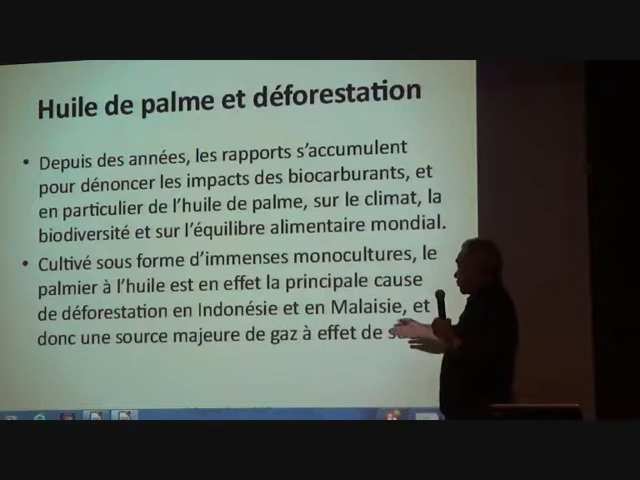 Huile de palme et déforestation
• Depuis des années, les rapports s'accumulent
pour dénoncer les impacts des biocarburants, et
en particulier de l'huile de palme, sur le climat, la
biodiversité et sur l'équilibre alimentaire mondial.
• Cultivé sous forme d'immenses monocultures, le
palmier à l'huile est en effet la principale cause
de déforestation en Indonésie et en Malaisie, et
donc une source majeure de gaz à effet de